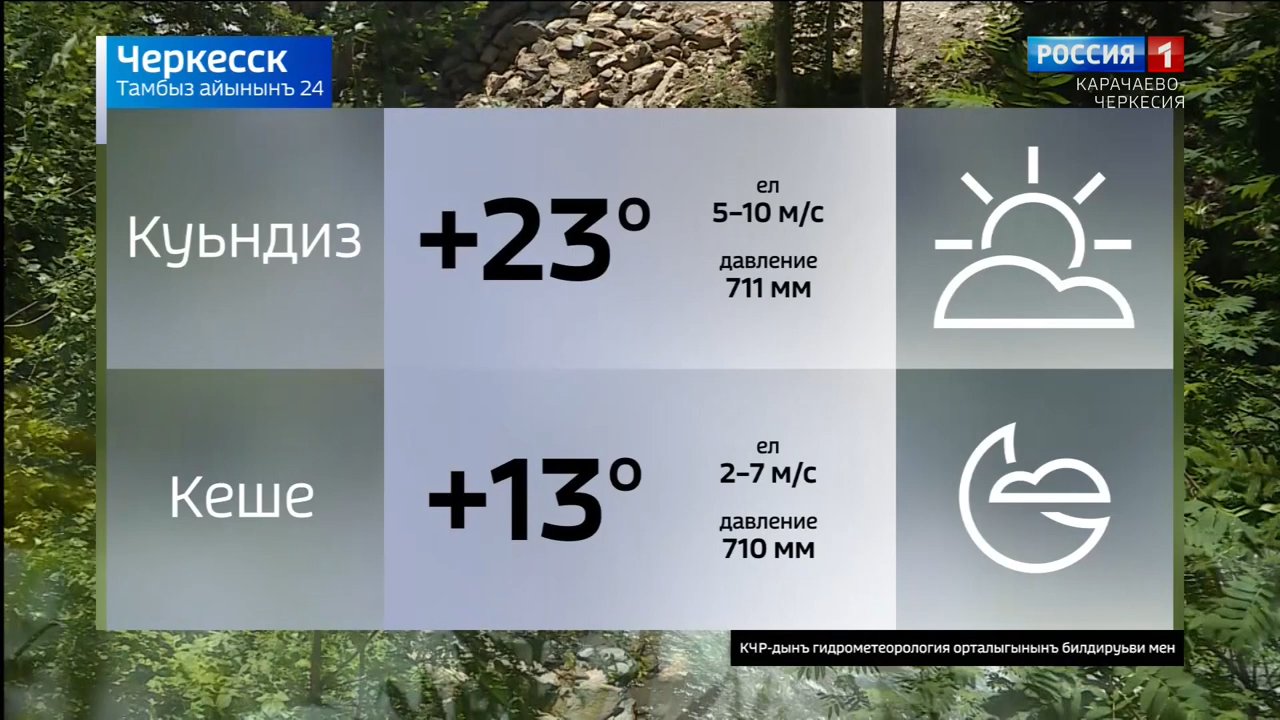 Черкесск
Тамбыз айынынъ 24
РОССИЯ 1
КАРАЧАЕВО-
ЧЕРКЕСИЯ
Куьндиз
+23°
ел
5–10 м/с
давление
711 мм
Кеше
+13°
ел
2–7 м/с
давление
710 мм
КЧР-дынъ гидрометеорология орталыгынынъ билдируьви мен